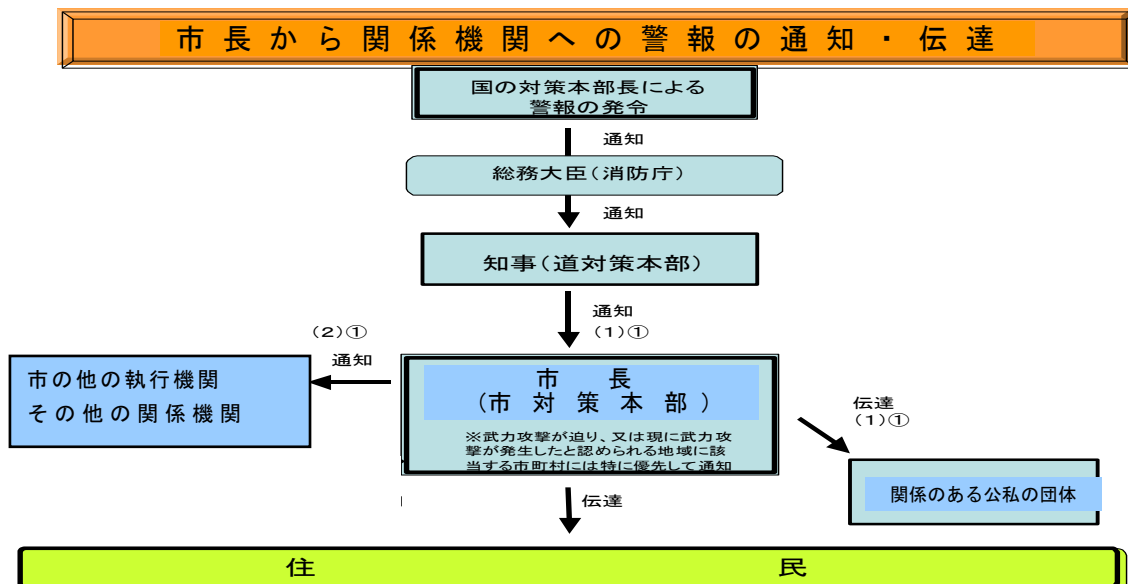 市長から関係機関への警報の通知・伝達
国の対策本部長による
警報の発令
通知
総務大臣(消防庁)
通知
知事(道対策本部)
通知
(1)①
(2)①
通知
市の他の執行機関
その他の関係機関
市長
(市対策本部)
※武力攻撃が迫り、又は現に武力攻
撃が発生したと認められる地域に該
当する市町村には特に優先して通知
伝達
(1)①
関係のある公私の団体
伝達
住民